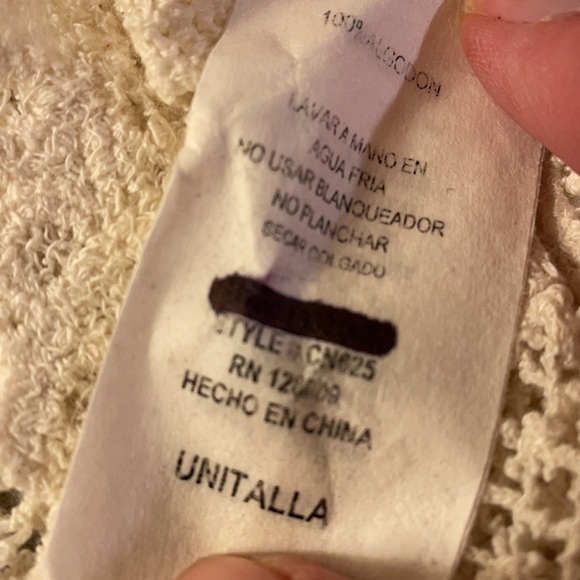 100% ALGODON
LAVAR A MANO EN
AGUA FRIA
NO USAR BLANQUEADOR
NO PLANCHAR
SECAR COLGADO
STYLE # CN625
RN
HECHO EN CHINA
UNITALLA